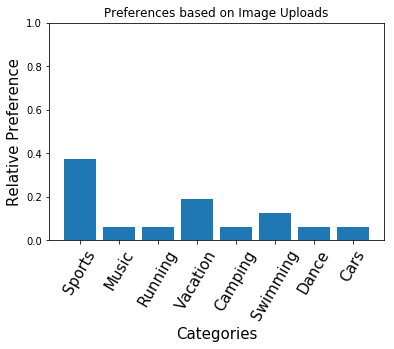 Preferences based on Image Uploads
Relative Preference
1.0
0.8
0.6
0.4
0.2
0.0
Sports
Music
Running
Vacation
Camping
Swimming
Dance
Cars
Categories